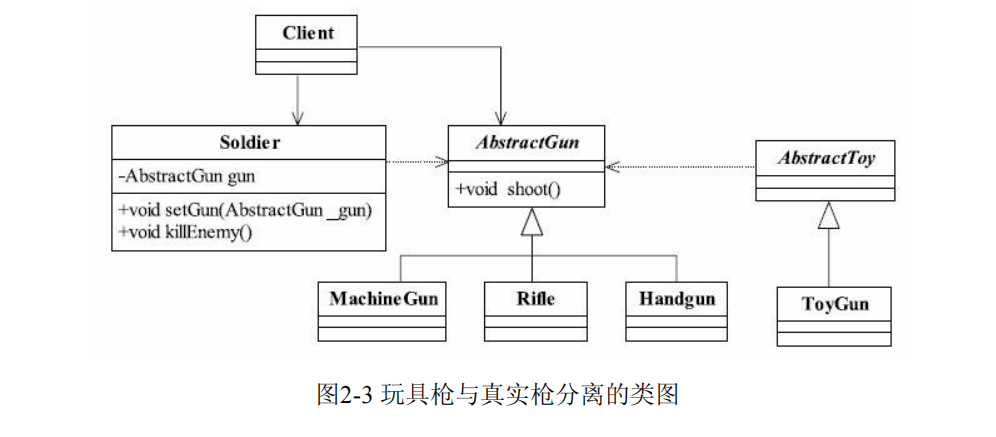 Client
Soldier
-AbstractGun gun
+void setGun(AbstractGun _gun)
+void killEnemy()
AbstractGun
+void shoot()
AbstractToy
MachineGun
Rifle
Handgun
ToyGun
图2-3 玩具枪与真实枪分离的类图